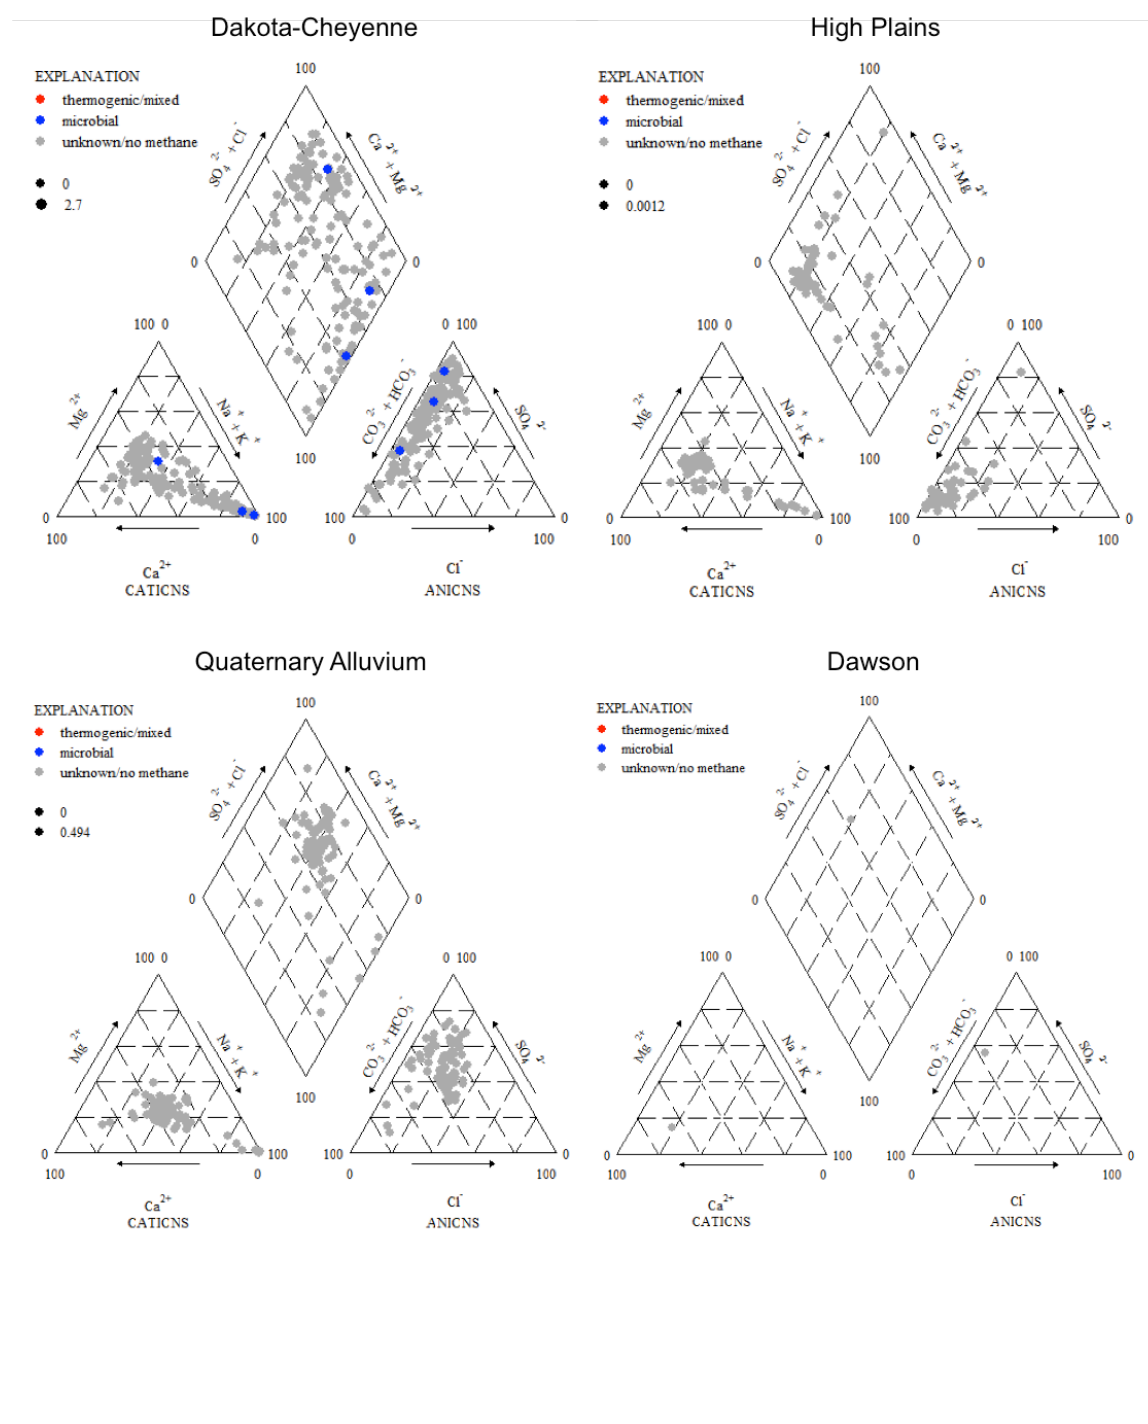 Dakota-Cheyenne
EXPLANATION
thermogenic/mixed
microbial
unknown/no methane
0
2.7
100
SO4 2- + Cl-
Ca 2+ + Mg 2+
0
0
100
100 0
Mg 2+
Na + + K +
0
100
100
0
Ca2+
CATICNS
0 100
CO3 2- + HCO3 -
SO4 2-
100
0
0
100
Cl-
ANICNS
High Plains
EXPLANATION
thermogenic/mixed
microbial
unknown/no methane
0
0.0012
100
SO4 2- + Cl-
Ca 2+ + Mg 2+
0
0
100
100 0
Mg 2+
Na + + K +
0
100
100
0
Ca2+
CATICNS
0 100
CO3 2- + HCO3 -
SO4 2-
100
0
0
100
Cl-
ANICNS
Quaternary Alluvium
EXPLANATION
thermogenic/mixed
microbial
unknown/no methane
0
0.494
100
SO4 2- + Cl-
Ca 2+ + Mg 2+
0
0
100
100 0
Mg 2+
Na + + K +
0
100
100
0
Ca2+
CATICNS
0 100
CO3 2- + HCO3 -
SO4 2-
100
0
0
100
Cl-
ANICNS
Dawson
EXPLANATION
thermogenic/mixed
microbial
unknown/no methane
100
SO4 2- + Cl-
Ca 2+ + Mg 2+
0
0
100
100 0
Mg 2+
Na + + K +
0
100
100
0
Ca2+
CATICNS
0 100
CO3 2- + HCO3 -
SO4 2-
100
0
0
100
Cl-
ANICNS